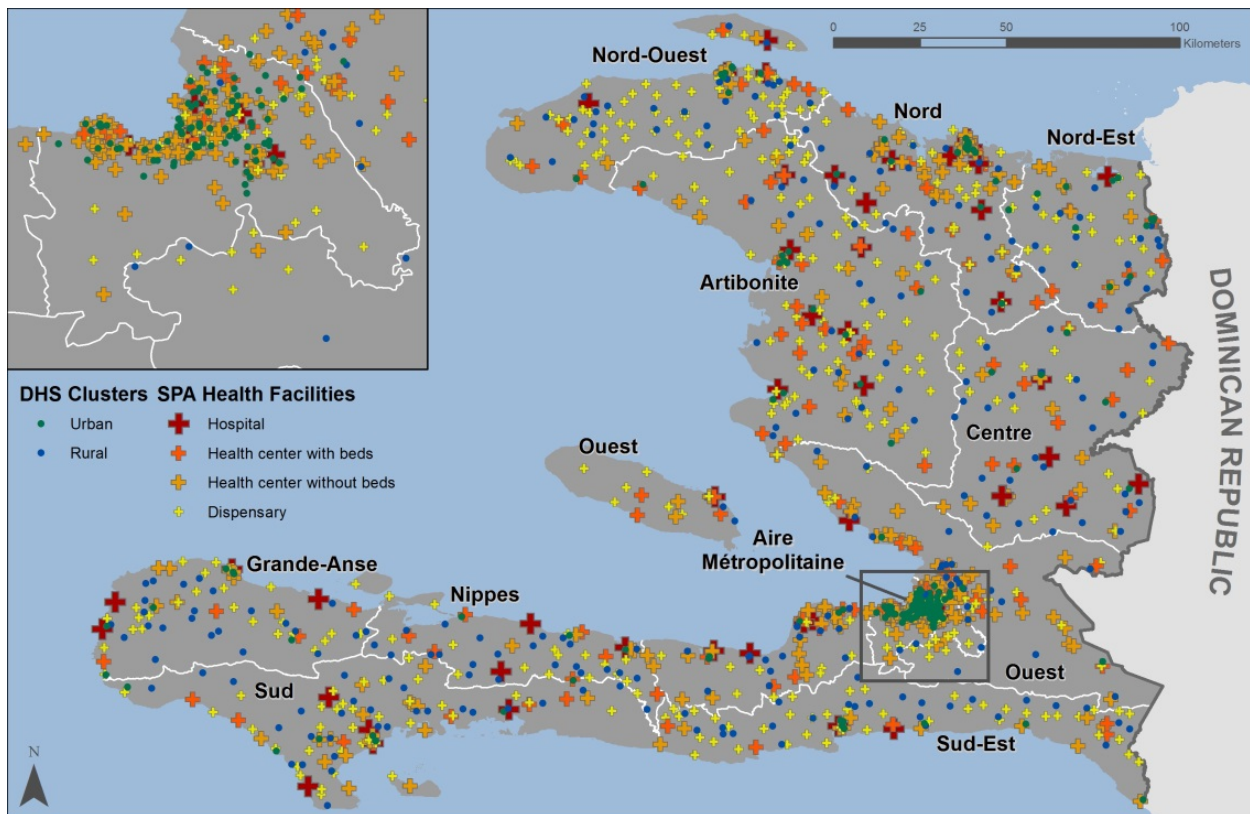 0 50 100
Kilometers
Nord-Ouest
Nord
Nord-Est
Artibonite
DOMINICAN REPUBLIC
DHS Clusters SPA Health Facilities
Urban Hospital
Rural Health center with beds
Health center without beds
Dispensary
Ouest
Centre
Aire
Métropolitaine
Grande-Anse
Nippes
Sud
Ouest
Sud-Est
N